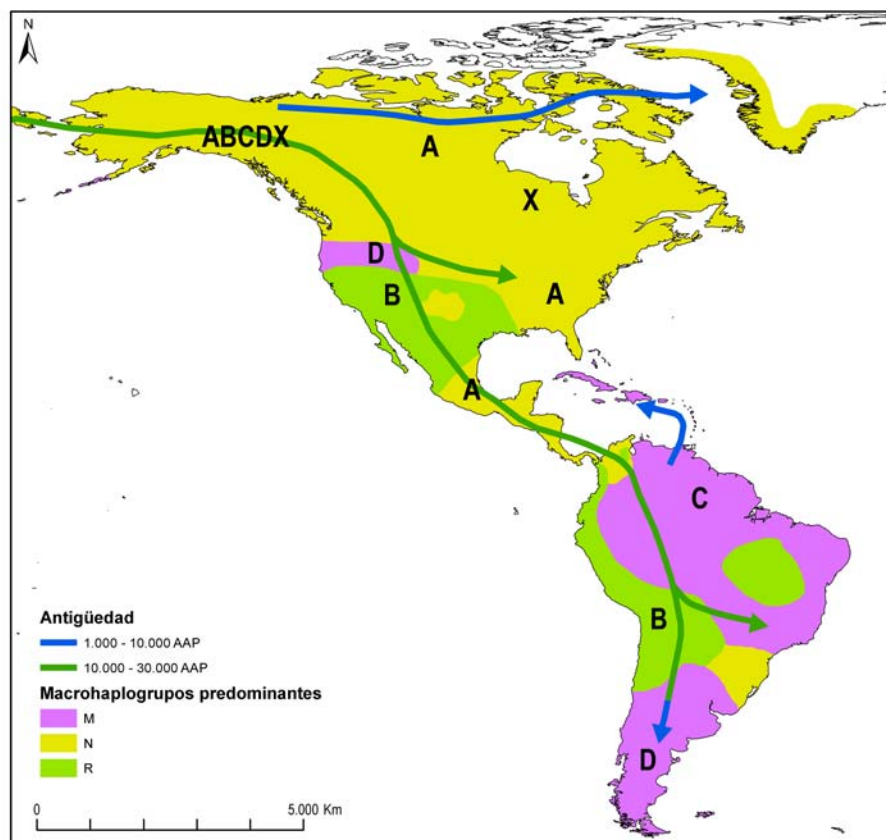 N
ABCDX
A
X
D
B
A
A
C
B
D
Antigüedad
1.000 - 10.000 AAP
10.000 - 30.000 AAP
Macrohaplogrupos predominantes
M
N
R
0
5.000 Km